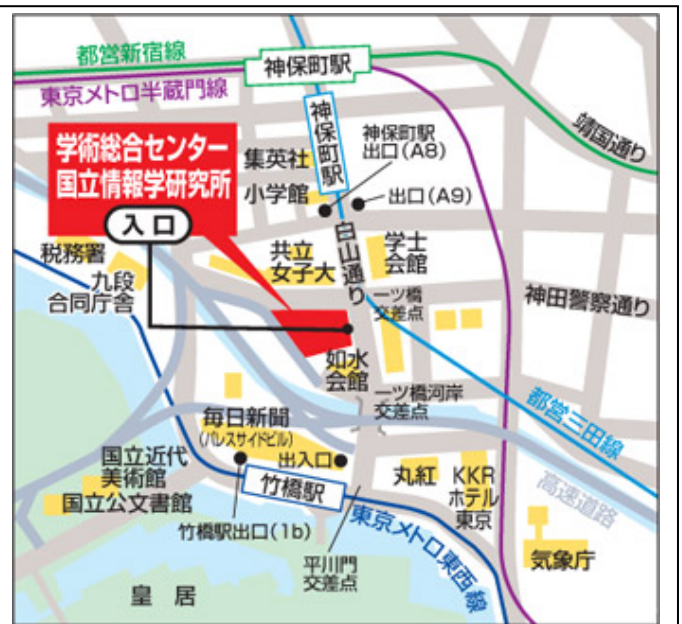 都営新宿線
東京メトロ半蔵門線
神保町駅
神保町駅
靖国通り
学術総合センター
国立情報学研究所
入口
集英社
小学館
神保町駅
出口(A8)
出口(A9)
白山通り
税務署
九段
合同庁舎
共立
女子大
学士
会館
一ツ橋
交差点
神田警察通り
如水
会館
一ツ橋河岸
交差点
都営三田線
毎日新聞
(パレスサイドビル)
出入口
国立近代
美術館
国立公文書館
竹橋駅
丸紅
KKR
ホテル
東京
高速道路
竹橋駅出口(1b)
東京メトロ東西線
平川門
交差点
気象庁
皇居